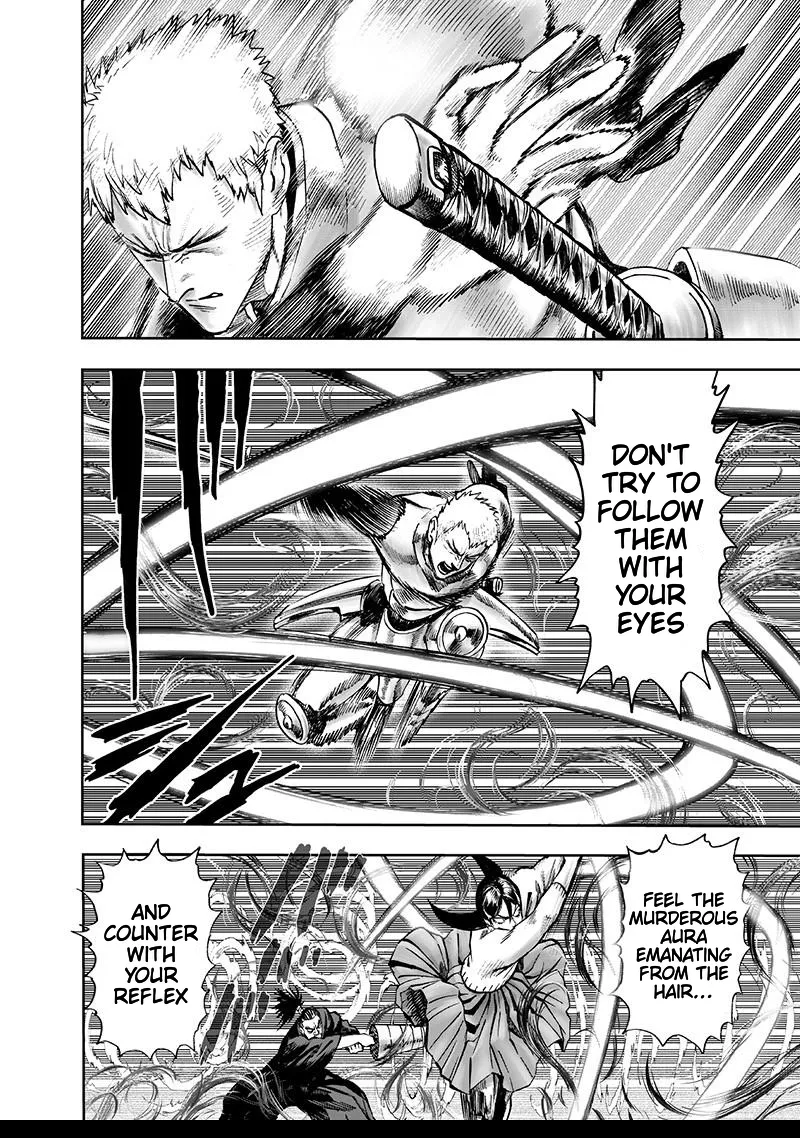 DON'T
TRY TO
FOLLOW
THEM
WITH
YOUR
EYES
FEEL THE
MURDEROUS
AURA
EMANATING
FROM THE
HAIR...
AND
COUNTER
WITH
YOUR
REFLEX